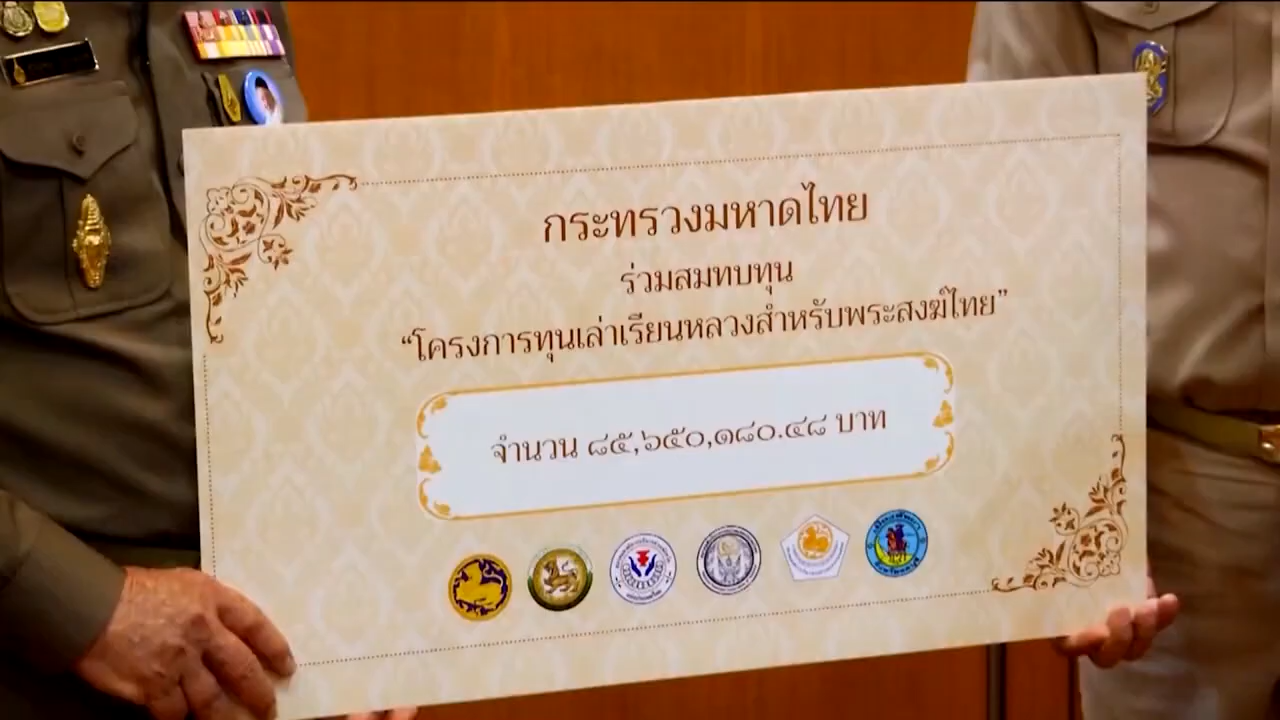 กระทรวงมหาดไทย
ร่วมสมทบทุน
“โครงการทุนเล่าเรียนหลวงสำหรับพระสงฆ์ไทย”
จำนวน ๘๕,๖๕๐,๑๘๐.๔๘ บาท